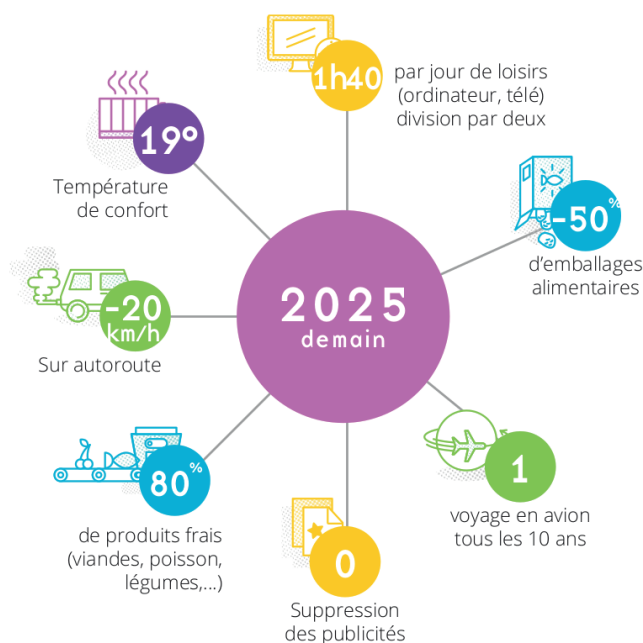 1h40
par jour de loisirs
(ordinateur, télé)
division par deux
19°
Température
de confort
-50%
d'emballages
alimentaires
2025
demain
-20
km/h
Sur autoroute
1
voyage en avion
tous les 10 ans
80%
de produits frais
(viandes, poisson,
légumes,...)
0
Suppression
des publicités